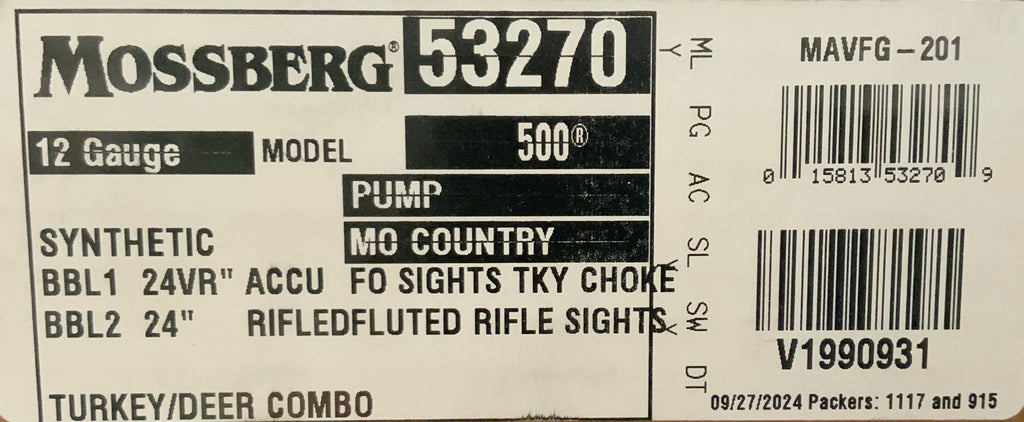 MOSSBERG® 53270
12 Gauge MODEL 500®
PUMP
SYNTHETIC MO COUNTRY
BBL1 24VR" ACCU FO SIGHTS TKY CHOKE
BBL2 24" RIFLEDFLUTED RIFLE SIGHTS
TURKEY/DEER COMBO
ML PG AC SL SW DT
Y Y Y
MAVFG-201
0 15813 53270 9
V1990931
09/27/2024 Packers: 1117 and 915